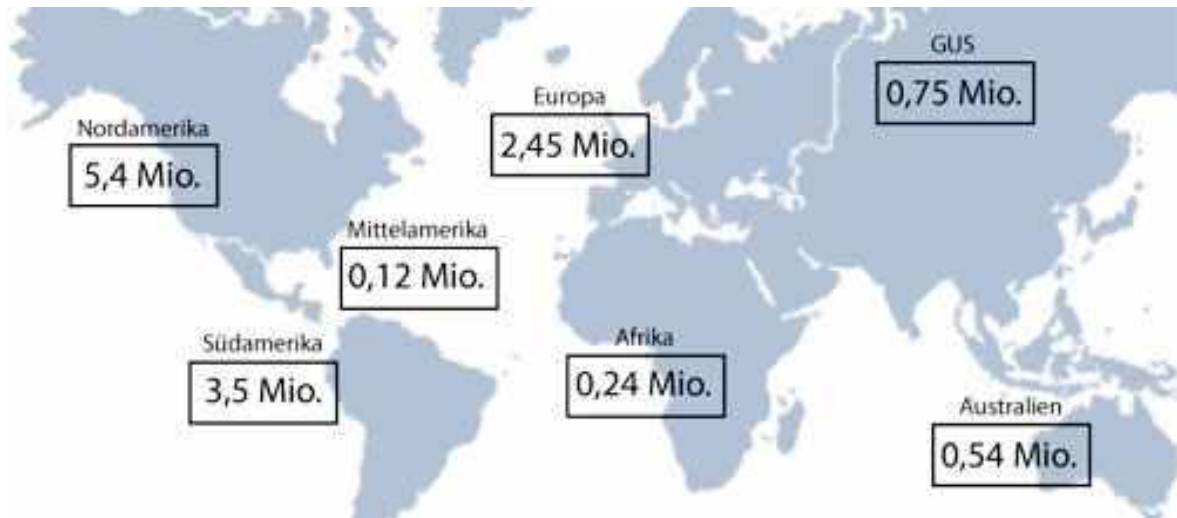 GUS
0,75 Mio.
Europa
2,45 Mio.
Nordamerika
5,4 Mio.
Mittelamerika
0,12 Mio.
Südamerika
3,5 Mio.
Afrika
0,24 Mio.
Australien
0,54 Mio.